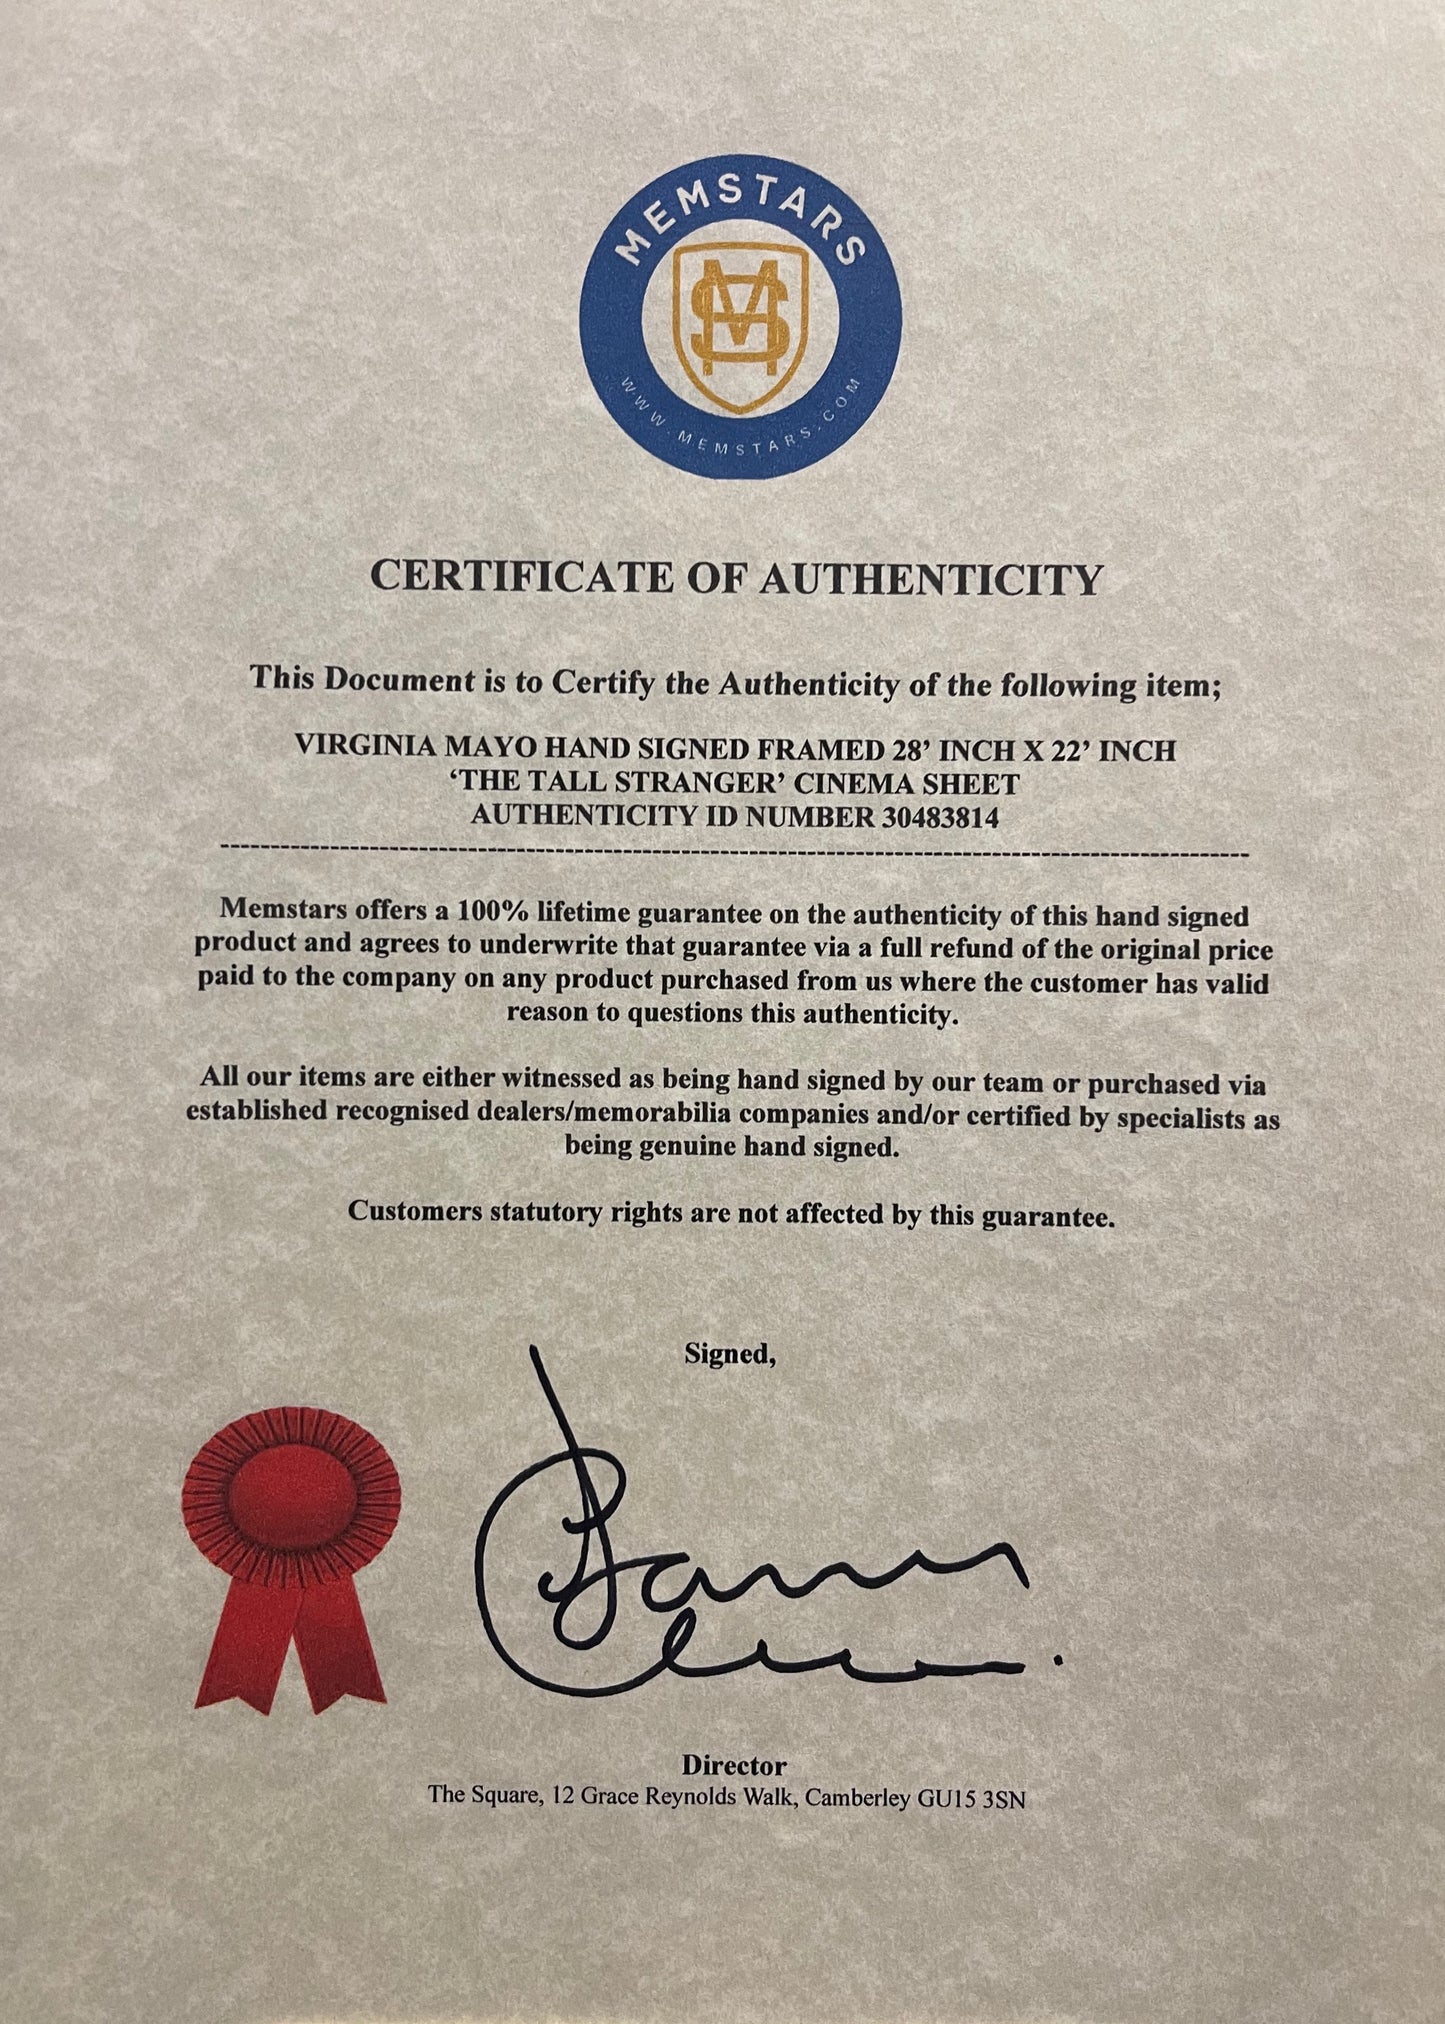 MEMSTARS
WWW.MEMSTARS.COM
CERTIFICATE OF AUTHENTICITY
This Document is to Certify the Authenticity of the following item;
VIRGINIA MAYO HAND SIGNED FRAMED 28’ INCH X 22’ INCH
‘THE TALL STRANGER’ CINEMA SHEET
AUTHENTICITY ID NUMBER 30483814
Memstars offers a 100% lifetime guarantee on the authenticity of this hand signed
product and agrees to underwrite that guarantee via a full refund of the original price
paid to the company on any product purchased from us where the customer has valid
reason to questions this authenticity.
All our items are either witnessed as being hand signed by our team or purchased via
established recognised dealers/memorabilia companies and/or certified by specialists as
being genuine hand signed.
Customers statutory rights are not affected by this guarantee.
Signed,
Director
The Square, 12 Grace Reynolds Walk, Camberley GU15 3SN